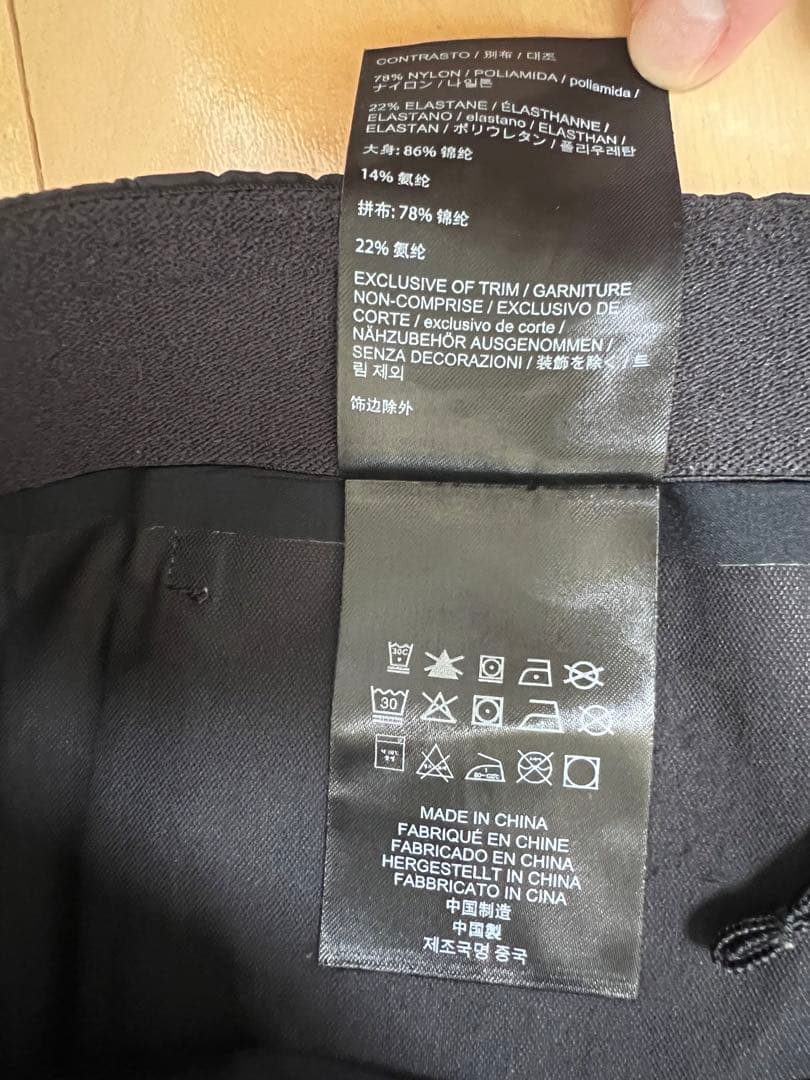 CONTRASTO / 別布 / 대조
78% NYLON / POLIAMIDA / poliamida /
ナイロン / 나일론
22% ELASTANE / ÉLASTHANNE /
ELASTANO / elastano / ELASTHAN /
ELASTAN / ポリウレタン / 폴리우레탄
大身: 86% 锦纶
14% 氨纶
拼布: 78% 锦纶
22% 氨纶
EXCLUSIVE OF TRIM / GARNITURE
NON-COMPRISE / EXCLUSIVO DE
CORTE / exclusivo de corte /
NÄHZUBEHÖR AUSGENOMMEN /
SENZA DECORAZIONI / 装飾を除く / 트
림 제외
饰边除外
30C
30
MADE IN CHINA
FABRIQUÉ EN CHINE
FABRICADO EN CHINA
HERGESTELLT IN CHINA
FABBRICATO IN CINA
中国制造
中国製
제조국명 중국